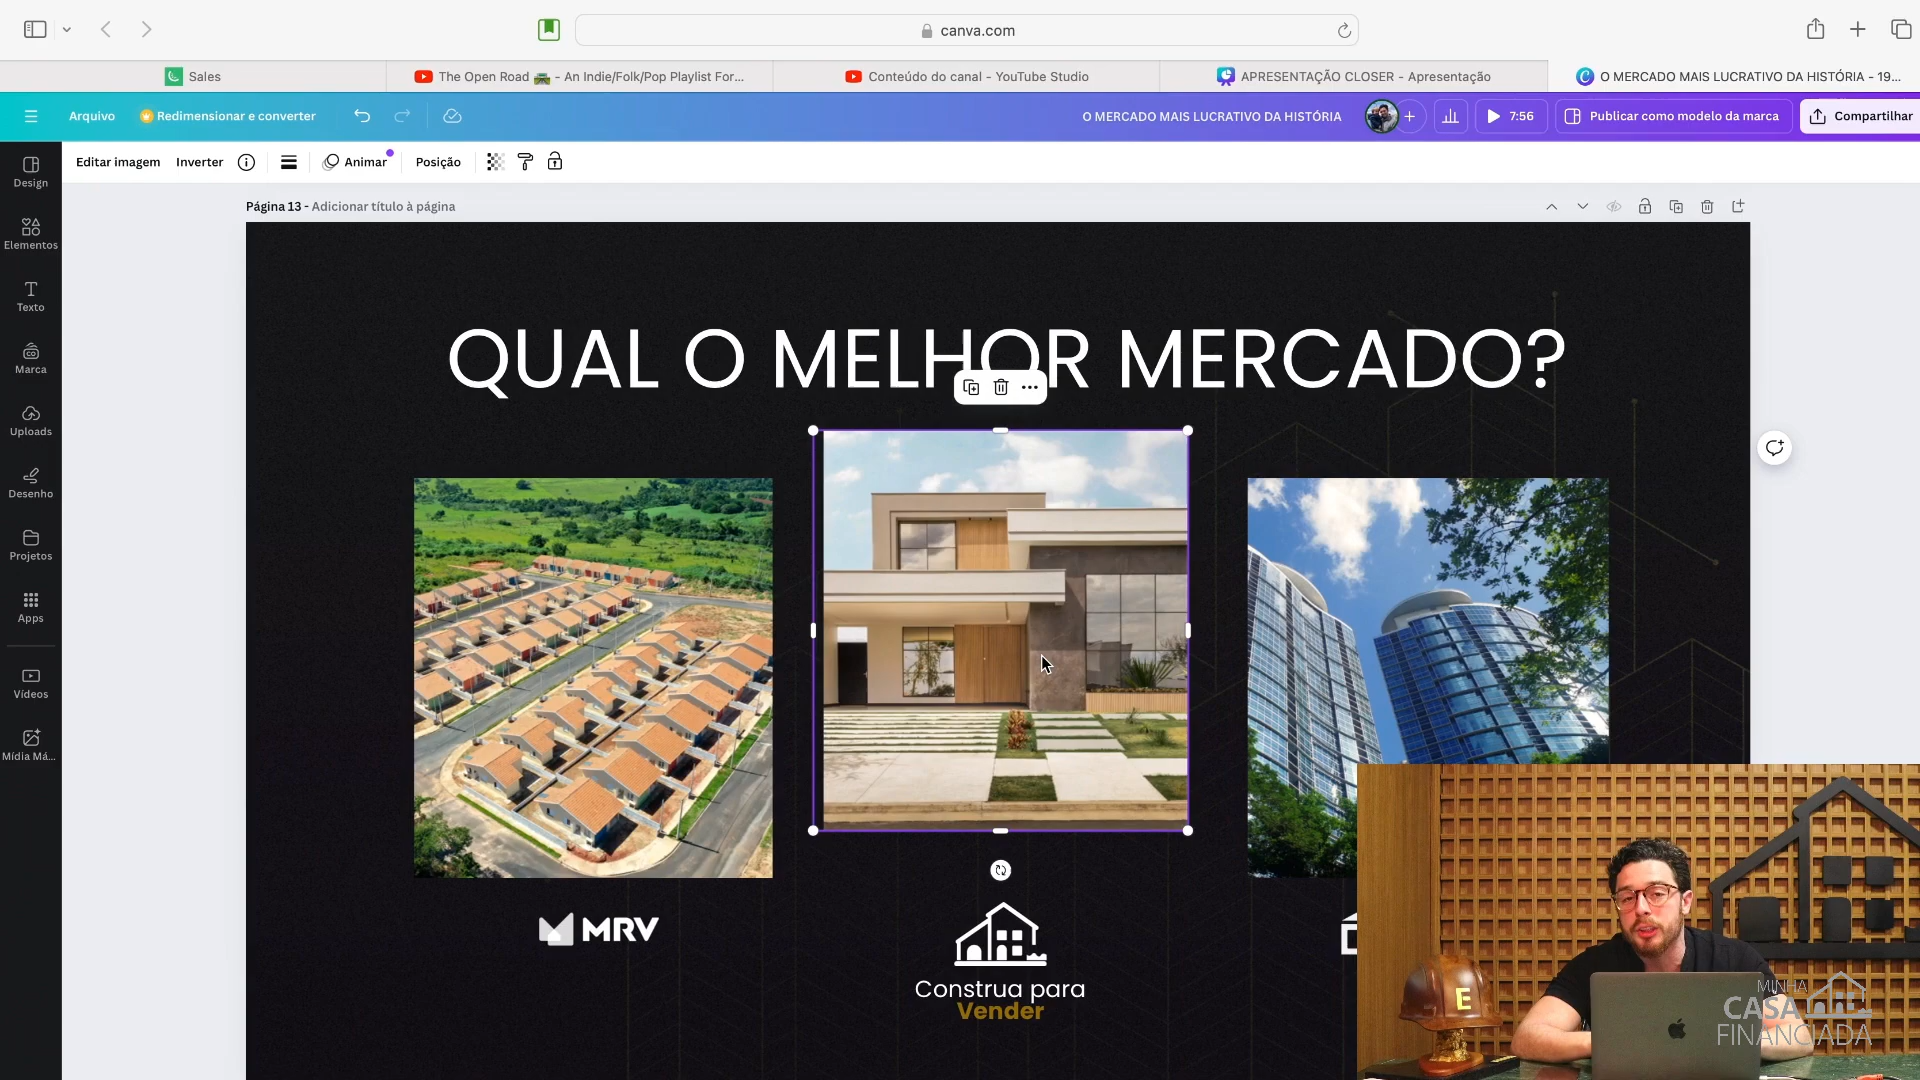 canva.com
Sales
The Open Road 🛣️ - An Indie/Folk/Pop Playlist For...
Conteúdo do canal - YouTube Studio
APRESENTAÇÃO CLOSER - Apresentação
O MERCADO MAIS LUCRATIVO DA HISTÓRIA - 19...
Arquivo
Redimensionar e converter
O MERCADO MAIS LUCRATIVO DA HISTÓRIA
7:56
Publicar como modelo da marca
Compartilhar
Editar imagem
Inverter
Animar
Posição
Design
Elementos
Texto
Marca
Uploads
Desenho
Projetos
Apps
Vídeos
Mídia Má...
Página 13 - Adicionar título à página
QUAL O MELHOR MERCADO?
MRV
Construa para
Vender
E
MINHA
CASA
FINANCIADA